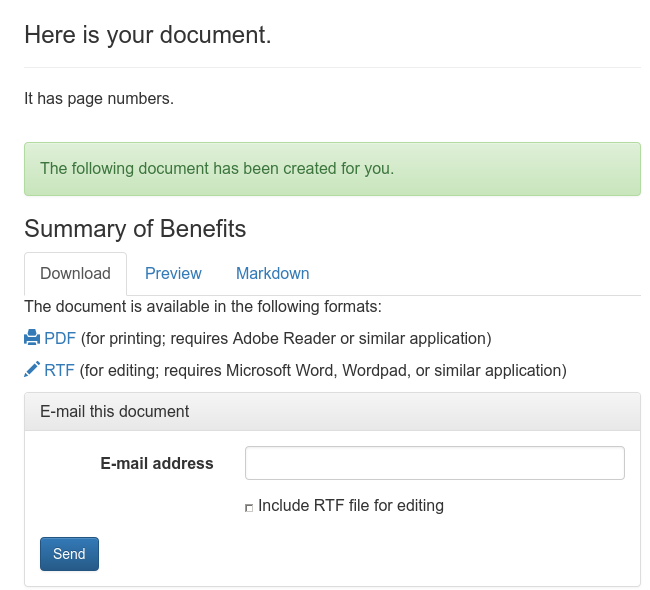 Here is your document.
It has page numbers.
The following document has been created for you.
Summary of Benefits
Download Preview Markdown
The document is available in the following formats:
PDF (for printing; requires Adobe Reader or similar application)
RTF (for editing; requires Microsoft Word, Wordpad, or similar application)
E-mail this document
E-mail address
Include RTF file for editing
Send